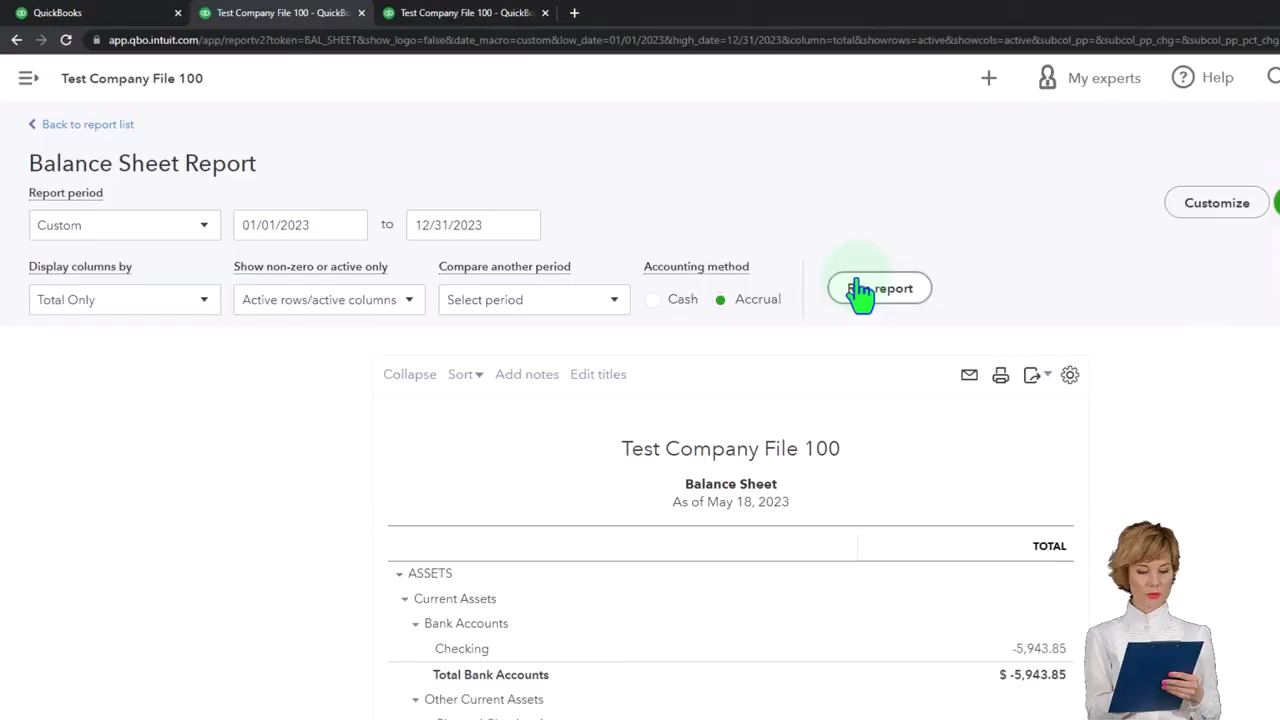 QuickBooks
Test Company File 100 - QuickBo
Test Company File 100 - QuickBo
app.qbo.intuit.com/app/reportv2?token=BAL_SHEET&show_logo=false&date_macro=custom&low_date=01/01/2023&high_date=12/31/2023&column=total&showrows=active&showcols=active&subcol_pp=&subcol_pp_chg=&subcol_pp_pct_chg
Test Company File 100
My experts
Help
Back to report list
Balance Sheet Report
Report period
Custom
01/01/2023
to
12/31/2023
Customize
Display columns by
Show non-zero or active only
Compare another period
Accounting method
Total Only
Active rows/active columns
Select period
Cash
Accrual
report
Collapse
Sort
Add notes
Edit titles
Test Company File 100
Balance Sheet
As of May 18, 2023
TOTAL
ASSETS
Current Assets
Bank Accounts
Checking
-5,943.85
Total Bank Accounts
$ -5,943.85
Other Current Assets